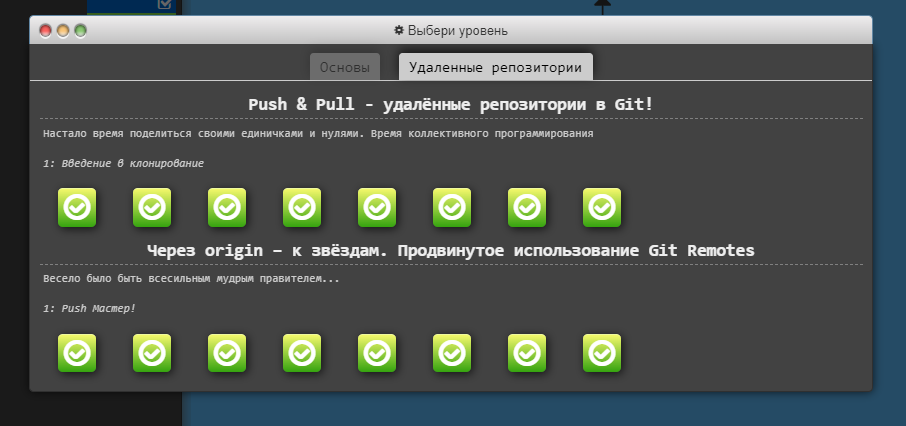 Выбери уровень
Основы
Удаленные репозитории
Push & Pull - удалённые репозитории в Git!
Настало время поделиться своими единичками и нулями. Время коллективного программирования
1: Введение в клонирование
Через origin – к звёздам. Продвинутое использование Git Remotes
Весело было быть всесильным мудрым правителем...
1: Push Мастер!